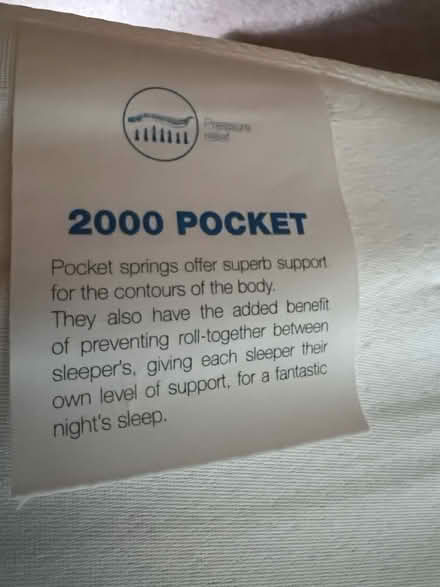 Pressure
relief
2000 POCKET
Pocket springs offer superb support
for the contours of the body.
They also have the added benefit
of preventing roll-together between
sleeper's, giving each sleeper their
own level of support, for a fantastic
night's sleep.